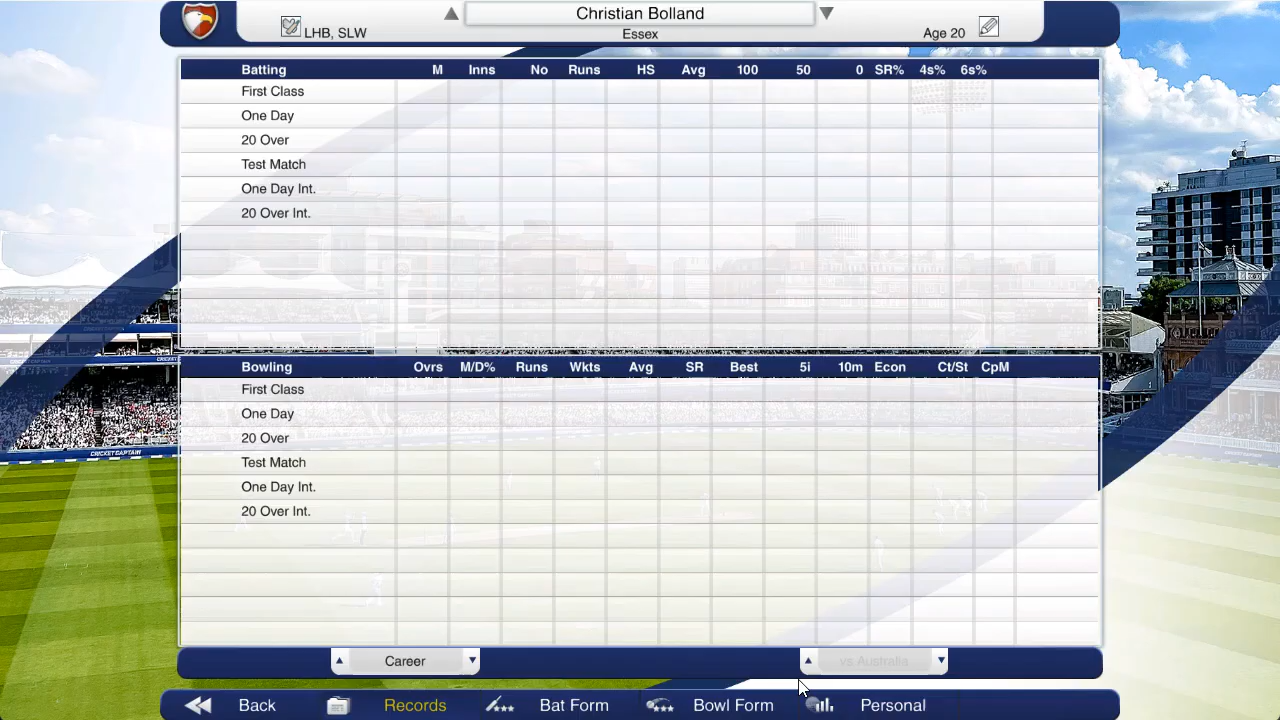 Christian Bolland
LHB, SLW
Essex
Age 20
Batting M Inns No Runs HS Avg 100 50 0 SR% 4s% 6s%
First Class
One Day
20 Over
Test Match
One Day Int.
20 Over Int.
Bowling Ovrs M/D% Runs Wkts Avg SR Best 5i 10m Econ Ct/St CpM
First Class
One Day
20 Over
Test Match
One Day Int.
20 Over Int.
CRICKET CAPTAIN
Career
vs Australia
Back Records Bat Form Bowl Form Personal